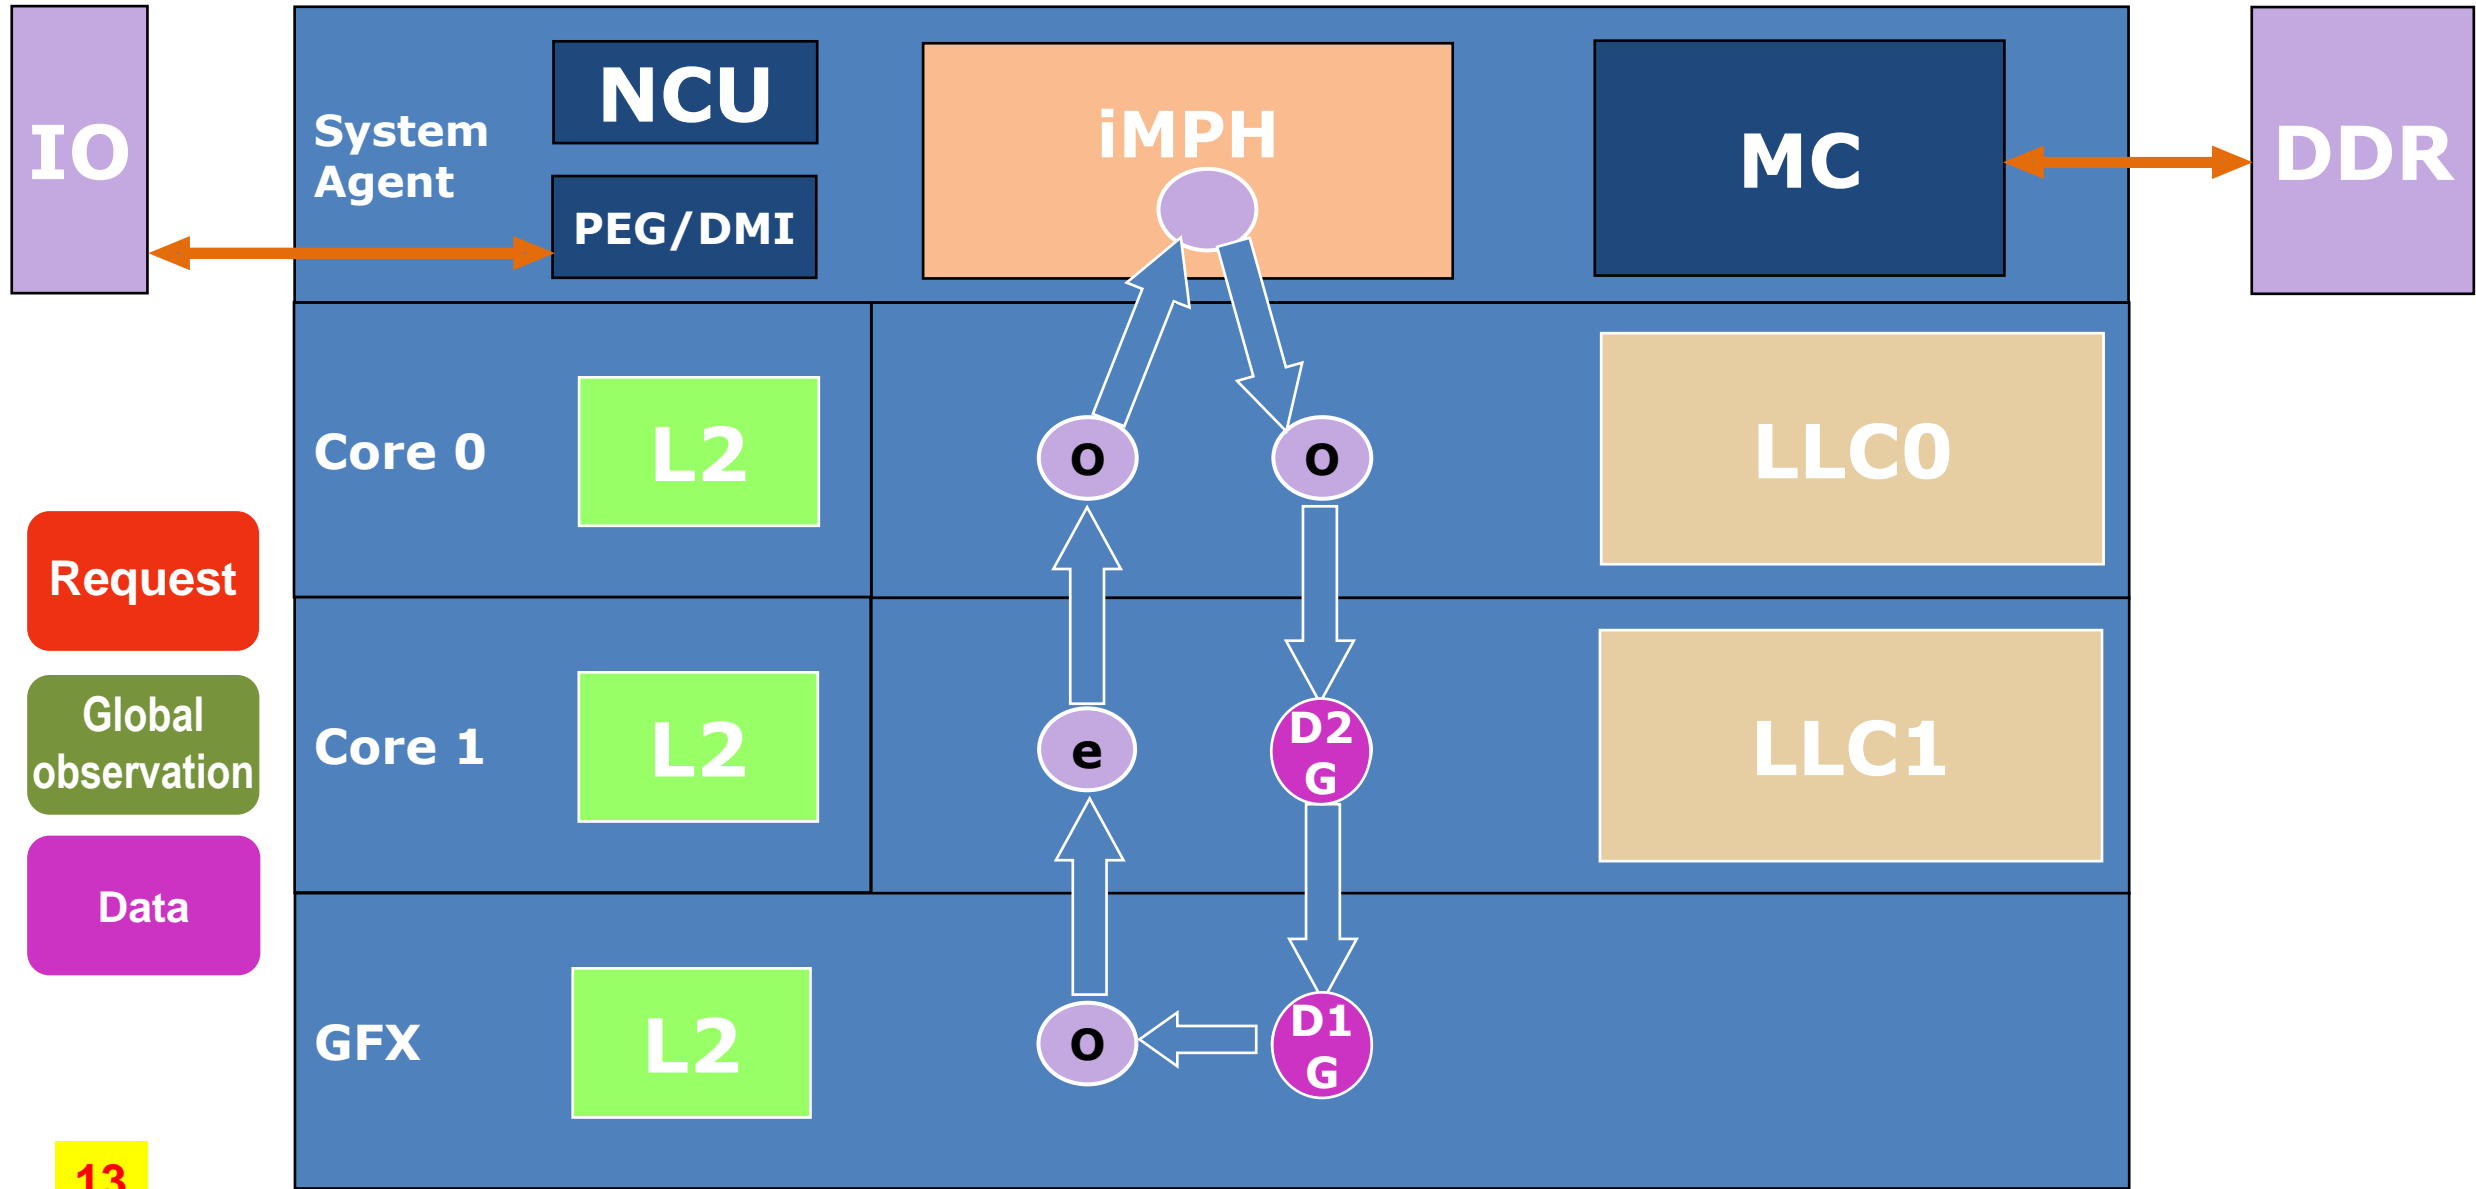 IO
System
Agent
NCU
PEG/DMI
iMPH
MC
DDR
Core 0
L2
O
O
LLC0
Request
Global
observation
Data
Core 1
L2
e
D2
G
LLC1
GFX
L2
O
D1
G
13